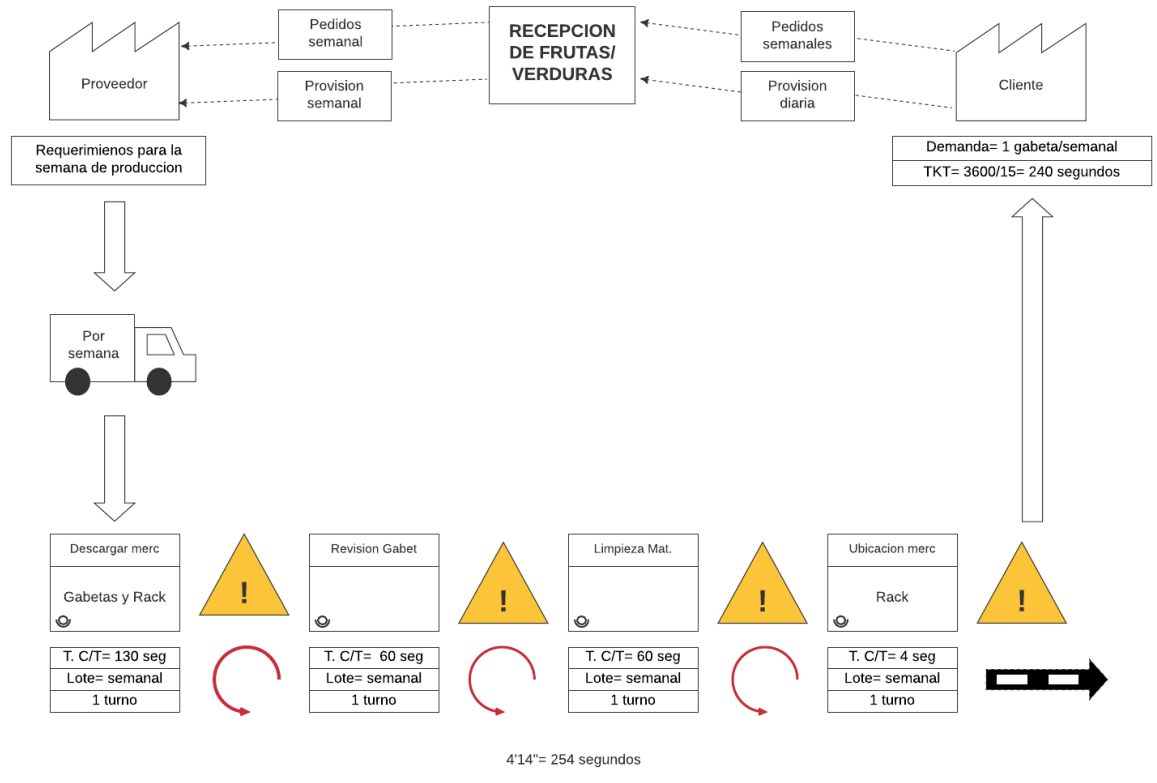 Proveedor
Pedidos
semanal
Provision
semanal
RECEPCION
DE FRUTAS/
VERDURAS
Pedidos
semanales
Provision
diaria
Cliente
Requerimienos para la
semana de produccion
Demanda= 1 gabeta/semanal
TKT= 3600/15= 240 segundos
Por
semana
Descargar merc
Gabetas y Rack
!
Revision Gabet
!
Limpieza Mat.
!
Ubicacion merc
Rack
!
T. C/T= 130 seg
Lote= semanal
1 turno
T. C/T= 60 seg
Lote= semanal
1 turno
T. C/T= 60 seg
Lote= semanal
1 turno
T. C/T= 4 seg
Lote= semanal
1 turno
4'14"= 254 segundos